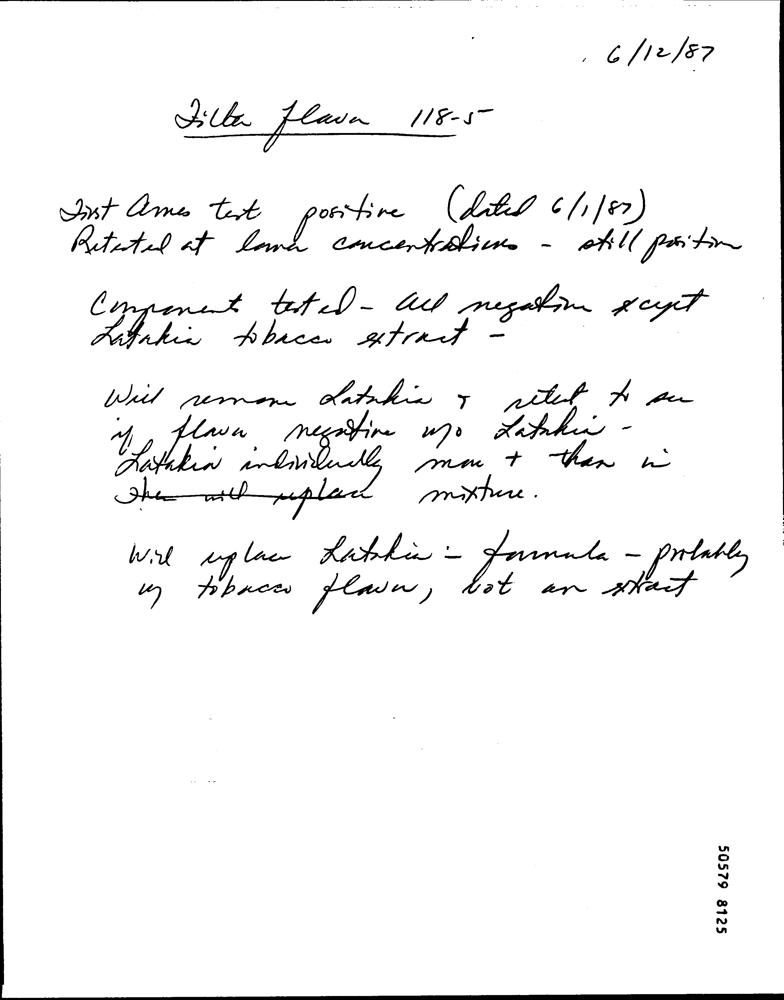 6/12/87
Filter flavor 118-5
First Ames test positive (dated 6/1/87)
Retested at lower concentrations - still positive
Components tested - all negative except
Latakia tobacco extract -
Will remove Latakia & retest to see
if flavor negative w/o Latakia -
Latakia individually more + than in
Then will replace mixture.
Will replace Latakia in formula - probably
w/ tobacco flavor, not an extract
50579 8125